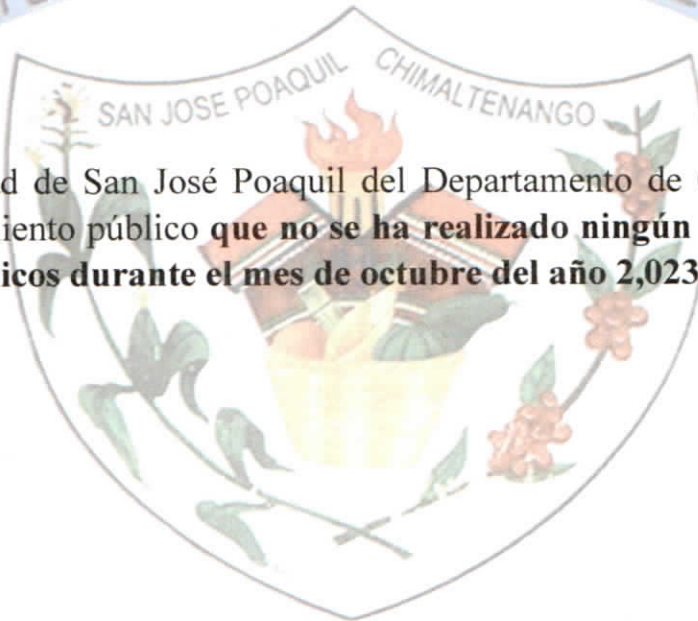 SAN JOSE POAQUIL CHIMALTENANGO
d de San José Poaquil del Departamento de
iento público que no se ha realizado ningún
icos durante el mes de octubre del año 2,023